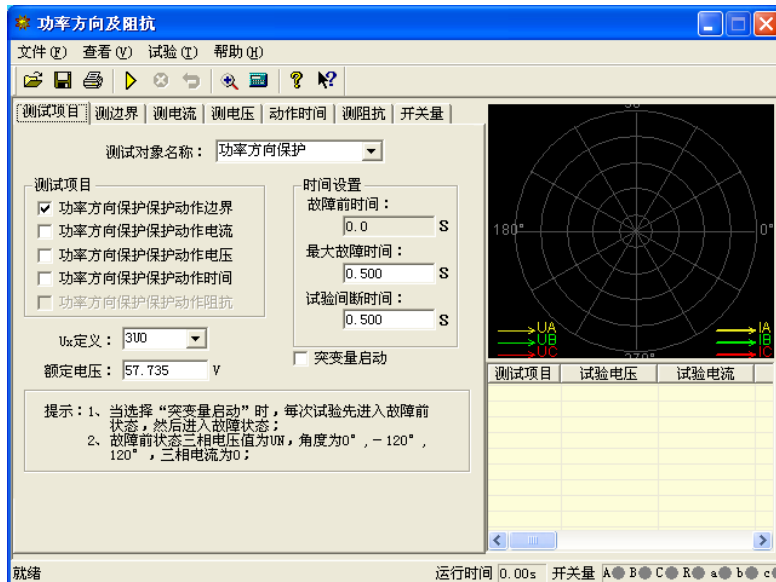 功率方向及阻抗
文件(F) 查看(V) 试验(T) 帮助(H)
测试项目 测边界 测电流 测电压 动作时间 测阻抗 开关量
测试对象名称： 功率方向保护
测试项目
功率方向保护保护动作边界
功率方向保护保护动作电流
功率方向保护保护动作电压
功率方向保护保护动作时间
功率方向保护保护动作阻抗
时间设置
故障前时间：
0.0 S
最大故障时间：
0.500 S
试验间断时间：
0.500 S
Ux定义： 3U0
突变量启动
额定电压： 57.735 V
提示：1、当选择“突变量启动”时，每次试验先进入故障前
状态，然后进入故障状态；
2、故障前状态三相电压值为UN，角度为0°，－120°，
120°，三相电流为0；
180° 0°
UA IA
UB IB
UC 270° IC
测试项目 试验电压 试验电流
就绪 运行时间 0.00s 开关量 A B C R a b c